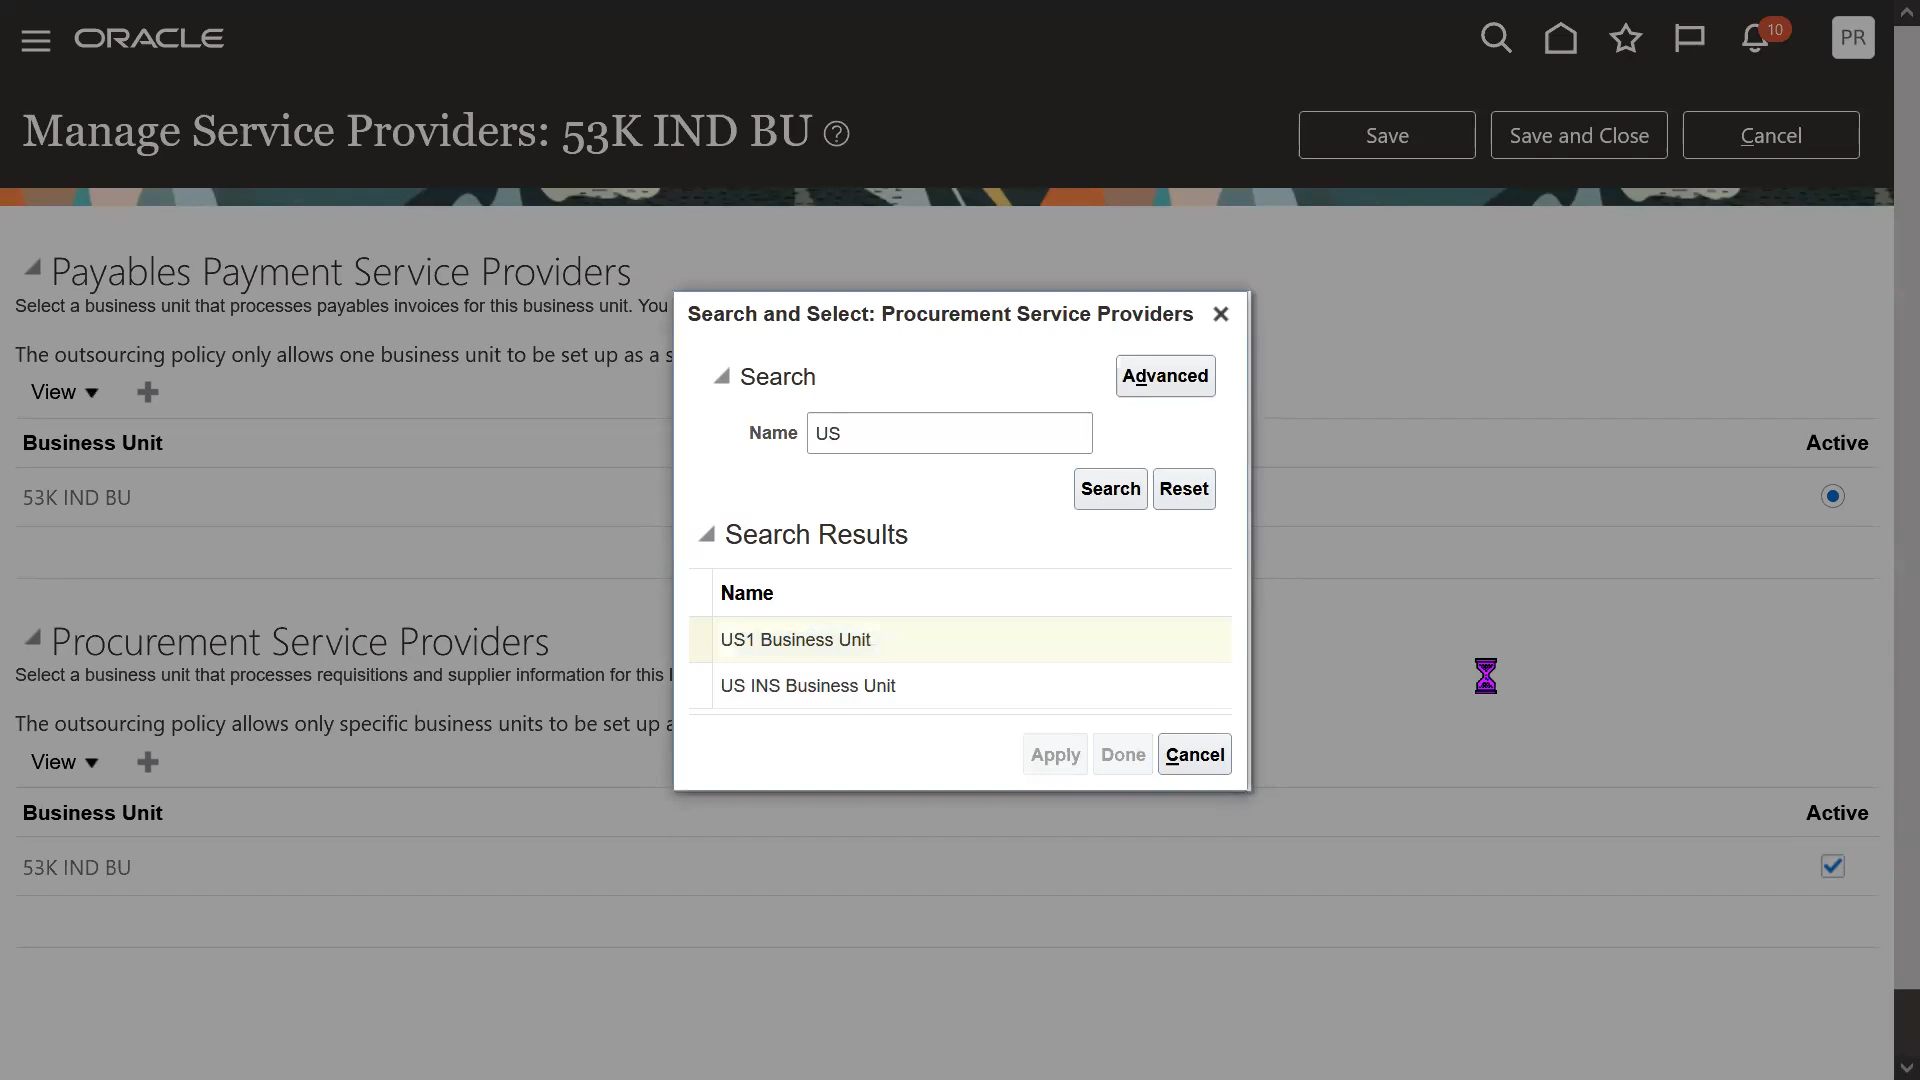 ORACLE
10
PR
Manage Service Providers: 53K IND BU
Save
Save and Close
Cancel
Payables Payment Service Providers
Select a business unit that processes payables invoices for this business unit. You
The outsourcing policy only allows one business unit to be set up as a s
View
Business Unit
Active
53K IND BU
Procurement Service Providers
Select a business unit that processes requisitions and supplier information for this
The outsourcing policy allows only specific business units to be set up a
View
Business Unit
Active
53K IND BU
Search and Select: Procurement Service Providers
Search
Advanced
Name
US
Search
Reset
Search Results
Name
US1 Business Unit
US INS Business Unit
Apply
Done
Cancel